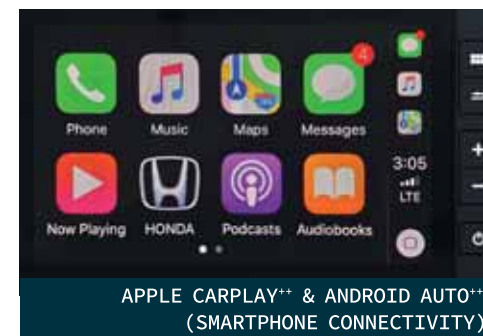 4
Phone Music Maps Messages
3:05
LTE
Now Playing HONDA Podcasts Audiobooks
APPLE CARPLAY⁺⁺ & ANDROID AUTO⁺⁺
(SMARTPHONE CONNECTIVITY)